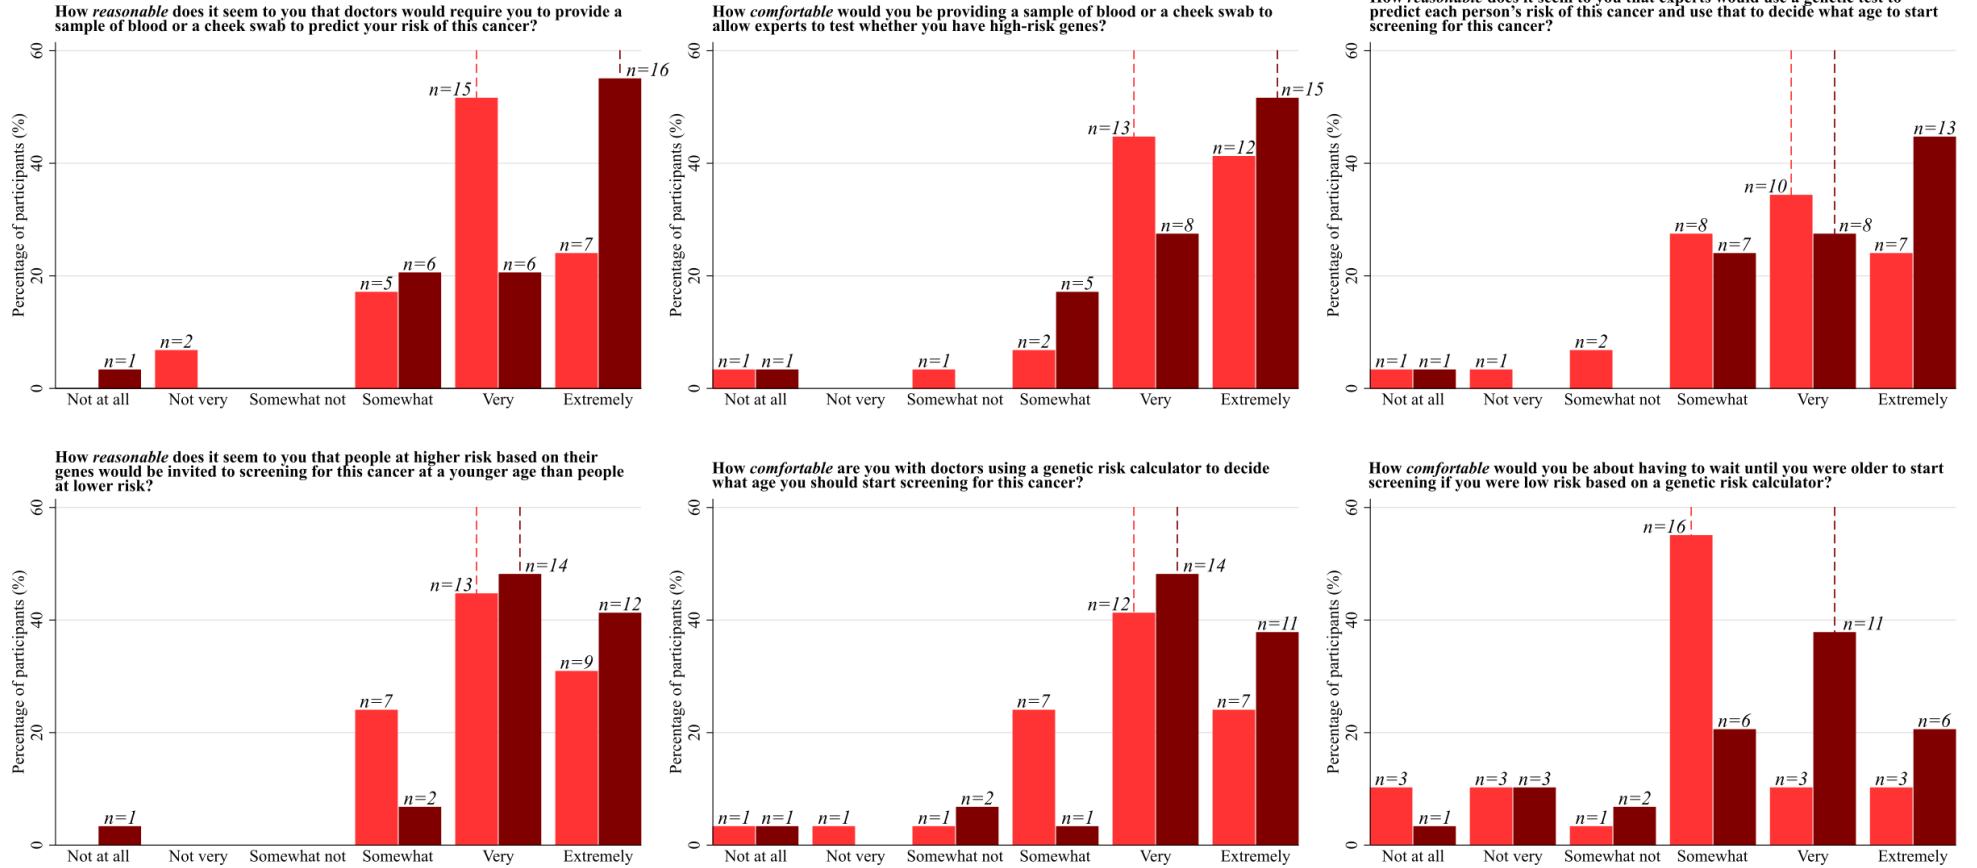 How reasonable does it seem to you that doctors would require you to provide a
sample of blood or a cheek swab to predict your risk of this cancer?
Percentage of participants (%)
60
40
20
0
n=1
n=2
n=5
n=6
n=15
n=6
n=7
n=16
Not at all
Not very
Somewhat not
Somewhat
Very
Extremely
How comfortable would you be providing a sample of blood or a cheek swab to
allow experts to test whether you have high-risk genes?
Percentage of participants (%)
60
40
20
0
n=1
n=1
n=1
n=2
n=5
n=13
n=8
n=12
n=15
Not at all
Not very
Somewhat not
Somewhat
Very
Extremely
How reasonable does it seem to you that experts would use a genetic test to
predict each person's risk of this cancer and use that to decide what age to start
screening for this cancer?
Percentage of participants (%)
60
40
20
0
n=1
n=1
n=1
n=2
n=8
n=7
n=10
n=8
n=7
n=13
Not at all
Not very
Somewhat not
Somewhat
Very
Extremely
How reasonable does it seem to you that people at higher risk based on their
genes would be invited to screening for this cancer at a younger age than people
at lower risk?
Percentage of participants (%)
60
40
20
0
n=1
n=7
n=2
n=13
n=14
n=9
n=12
Not at all
Not very
Somewhat not
Somewhat
Very
Extremely
How comfortable are you with doctors using a genetic risk calculator to decide
what age you should start screening for this cancer?
Percentage of participants (%)
60
40
20
0
n=1
n=1
n=1
n=1
n=2
n=7
n=1
n=12
n=14
n=7
n=11
Not at all
Not very
Somewhat not
Somewhat
Very
Extremely
How comfortable would you be about having to wait until you were older to start
screening if you were low risk based on a genetic risk calculator?
Percentage of participants (%)
60
40
20
0
n=3
n=1
n=3
n=3
n=1
n=2
n=16
n=6
n=3
n=11
n=3
n=6
Not at all
Not very
Somewhat not
Somewhat
Very
Extremely